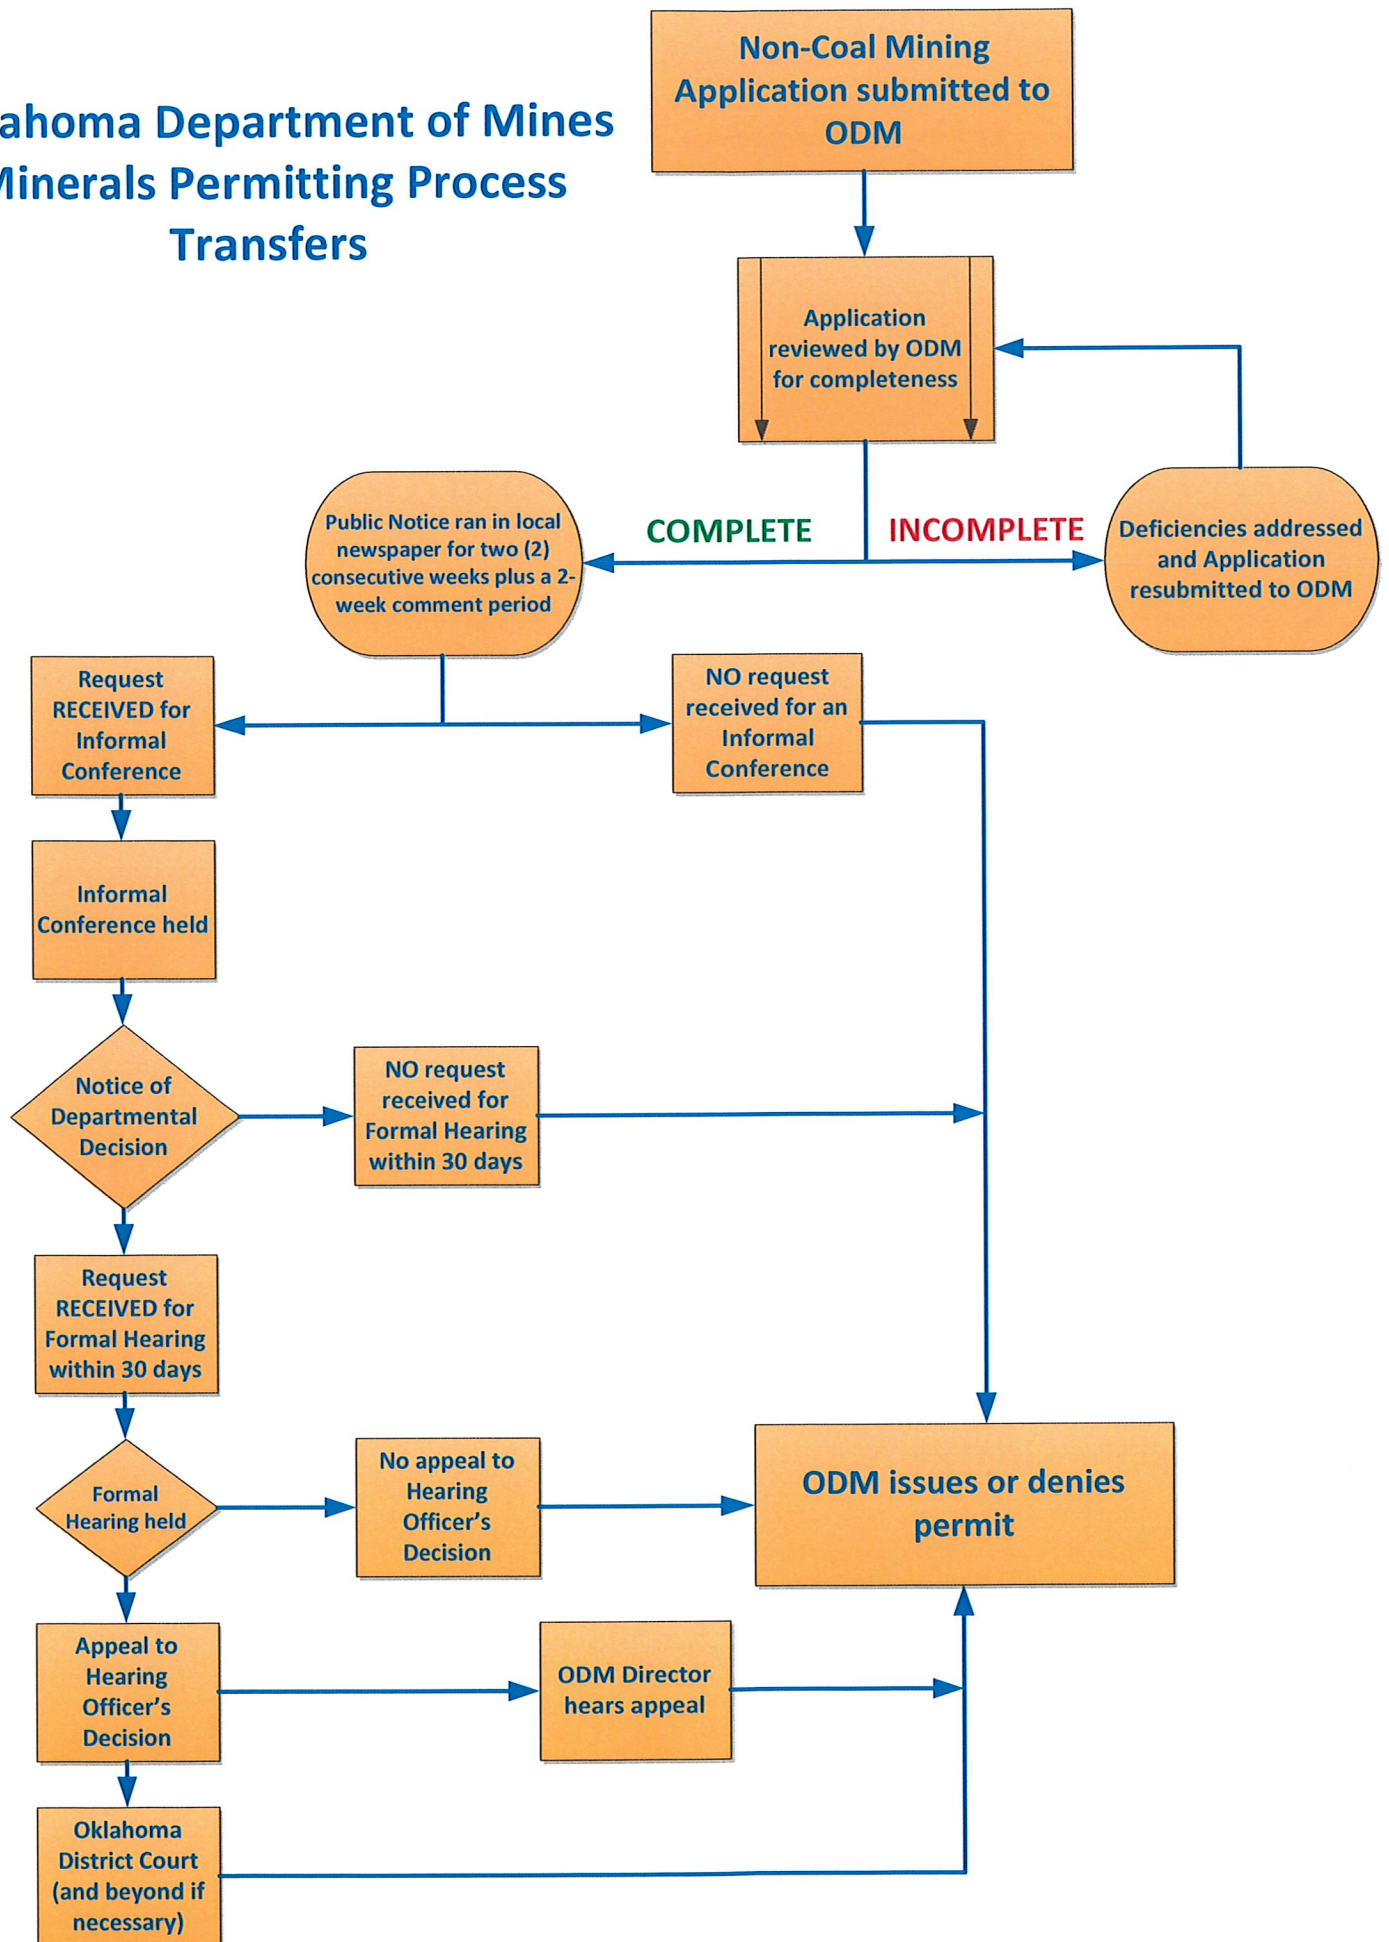 ahoma Department of Mines
Minerals Permitting Process
Transfers
Non-Coal Mining
Application submitted to
ODM
Application
reviewed by ODM
for completeness
COMPLETE
INCOMPLETE
Public Notice ran in local
newspaper for two (2)
consecutive weeks plus a 2-
week comment period
Deficiencies addressed
and Application
resubmitted to ODM
Request
RECEIVED for
Informal
Conference
NO request
received for an
Informal
Conference
Informal
Conference held
Notice of
Departmental
Decision
NO request
received for
Formal Hearing
within 30 days
Request
RECEIVED for
Formal Hearing
within 30 days
Formal
Hearing held
No appeal to
Hearing
Officer’s
Decision
ODM issues or denies
permit
Appeal to
Hearing
Officer’s
Decision
ODM Director
hears appeal
Oklahoma
District Court
(and beyond if
necessary)